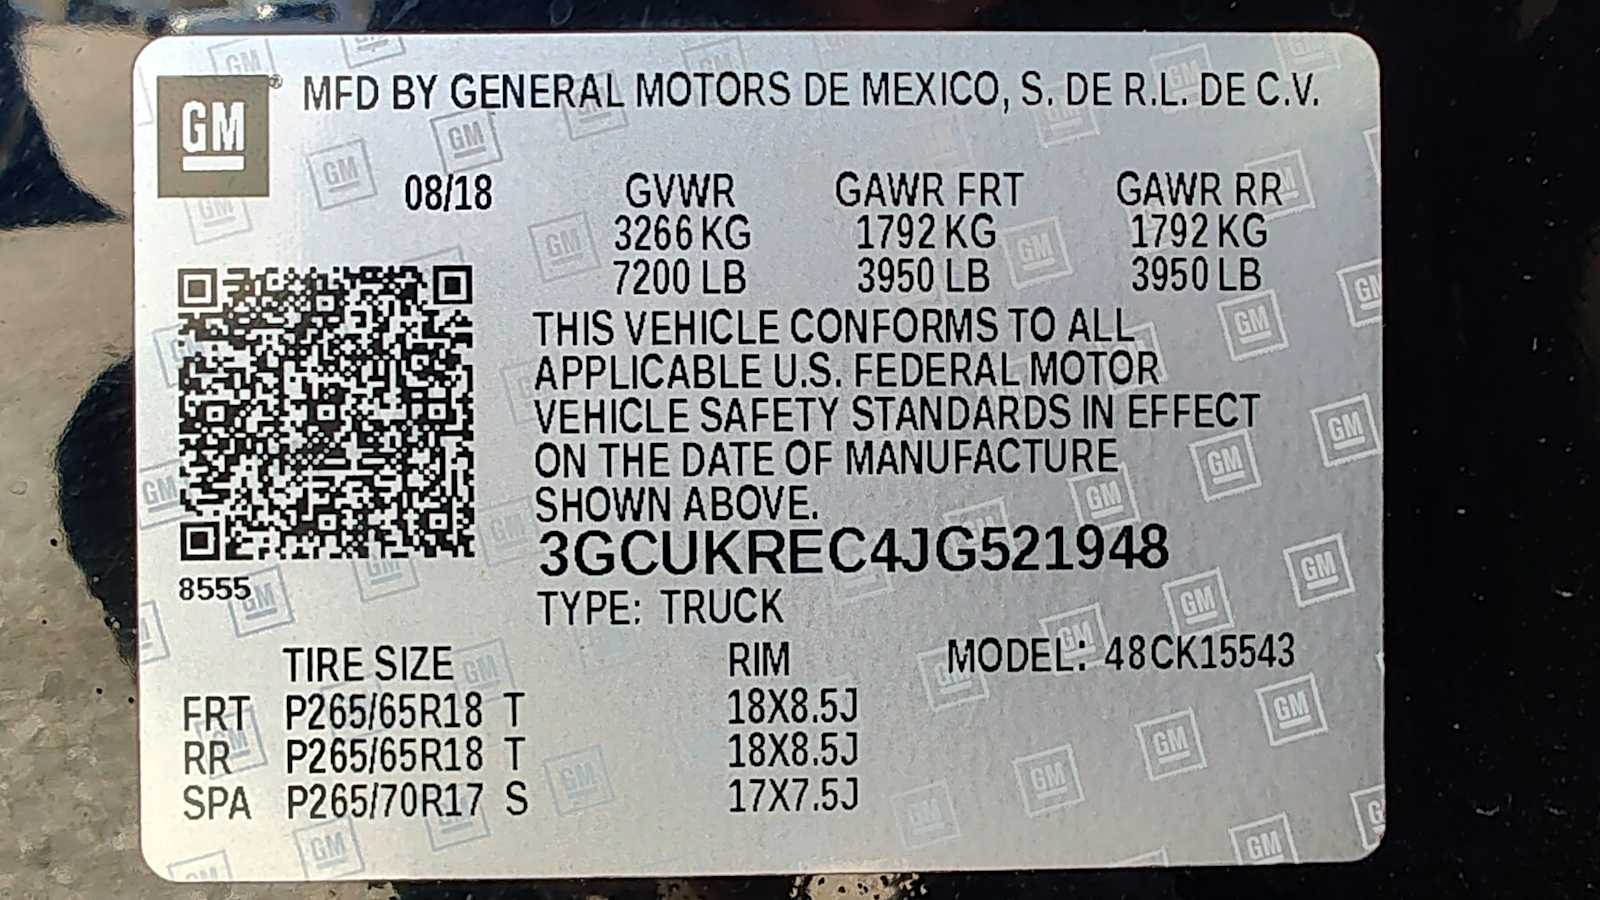 GM® MFD BY GENERAL MOTORS DE MEXICO, S. DE R.L. DE C.V.
08/18 GVWR GAWR FRT GAWR RR
3266 KG 1792 KG 1792 KG
7200 LB 3950 LB 3950 LB
THIS VEHICLE CONFORMS TO ALL
APPLICABLE U.S. FEDERAL MOTOR
VEHICLE SAFETY STANDARDS IN EFFECT
ON THE DATE OF MANUFACTURE
SHOWN ABOVE.
3GCUKREC4JG521948
8555
TYPE: TRUCK
TIRE SIZE RIM MODEL: 48CK15543
FRT P265/65R18 T 18X8.5J
RR P265/65R18 T 18X8.5J
SPA P265/70R17 S 17X7.5J